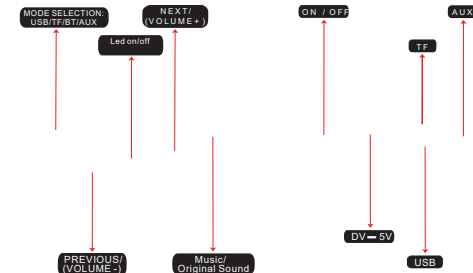 MODE SELECTION:
USB/TF/BT/AUX
NEXT/
(VOLUME+)
Led on/off
ON / OFF
AUX
TF
PREVIOUS/
(VOLUME -)
Music/
Original Sound
DV━ 5V
USB